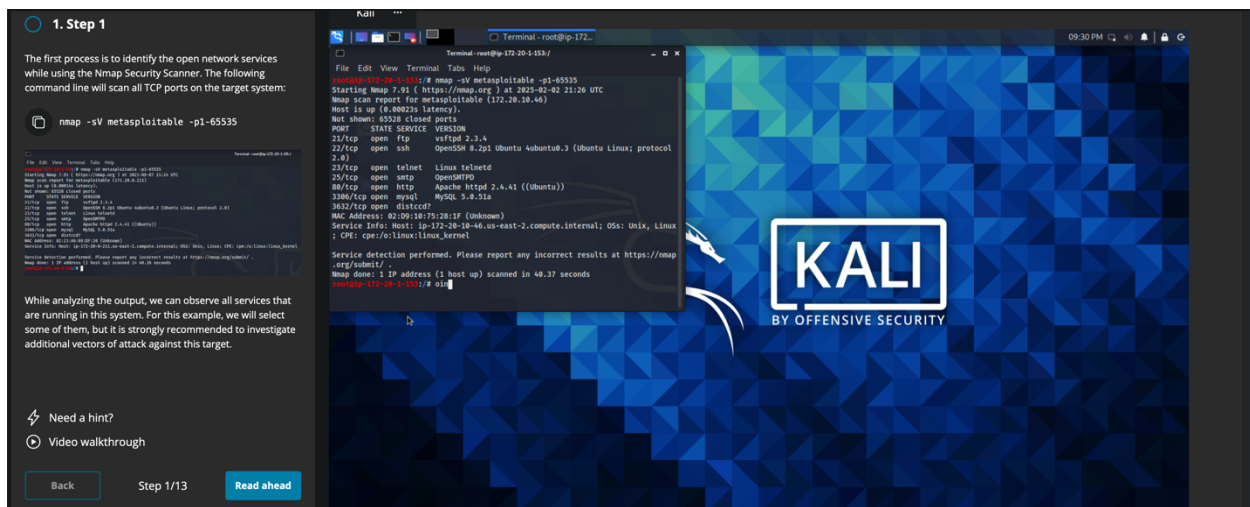 1. Step 1
The first process is to identify the open network services
while using the Nmap Security Scanner. The following
command line will scan all TCP ports on the target system:
nmap -sV metasploitable -p1-65535
While analyzing the output, we can observe all services that
are running in this system. For this example, we will select
some of them, but it is strongly recommended to investigate
additional vectors of attack against this target.
Need a hint?
Video walkthrough
Back
Step 1/13
Read ahead
Kali
Terminal - root@ip-172...
09:30 PM
Terminal - root@ip-172-20-1-153:/
File Edit View Terminal Tabs Help
root@ip-172-20-1-153:/# nmap -sV metasploitable -p1-65535
Starting Nmap 7.91 ( https://nmap.org ) at 2025-02-02 21:26 UTC
Nmap scan report for metasploitable (172.20.10.46)
Host is up (0.00023s latency).
Not shown: 65528 closed ports
PORT STATE SERVICE VERSION
21/tcp open ftp vsftpd 2.3.4
22/tcp open ssh OpenSSH 8.2p1 Ubuntu 4ubuntu0.3 (Ubuntu Linux; protocol
2.0)
23/tcp open telnet Linux telnetd
25/tcp open smtp OpenSMTPD
80/tcp open http Apache httpd 2.4.41 ((Ubuntu))
3306/tcp open mysql MySQL 5.0.51a
3632/tcp open distccd?
MAC Address: 02:D9:10:75:28:1F (Unknown)
Service Info: Host: ip-172-20-10-46.us-east-2.compute.internal; OSs: Unix, Linux
; CPE: cpe:/o:linux:linux_kernel
Service detection performed. Please report any incorrect results at https://nmap
.org/submit/ .
Nmap done: 1 IP address (1 host up) scanned in 40.37 seconds
root@ip-172-20-1-153:/# oin
KALI
BY OFFENSIVE SECURITY